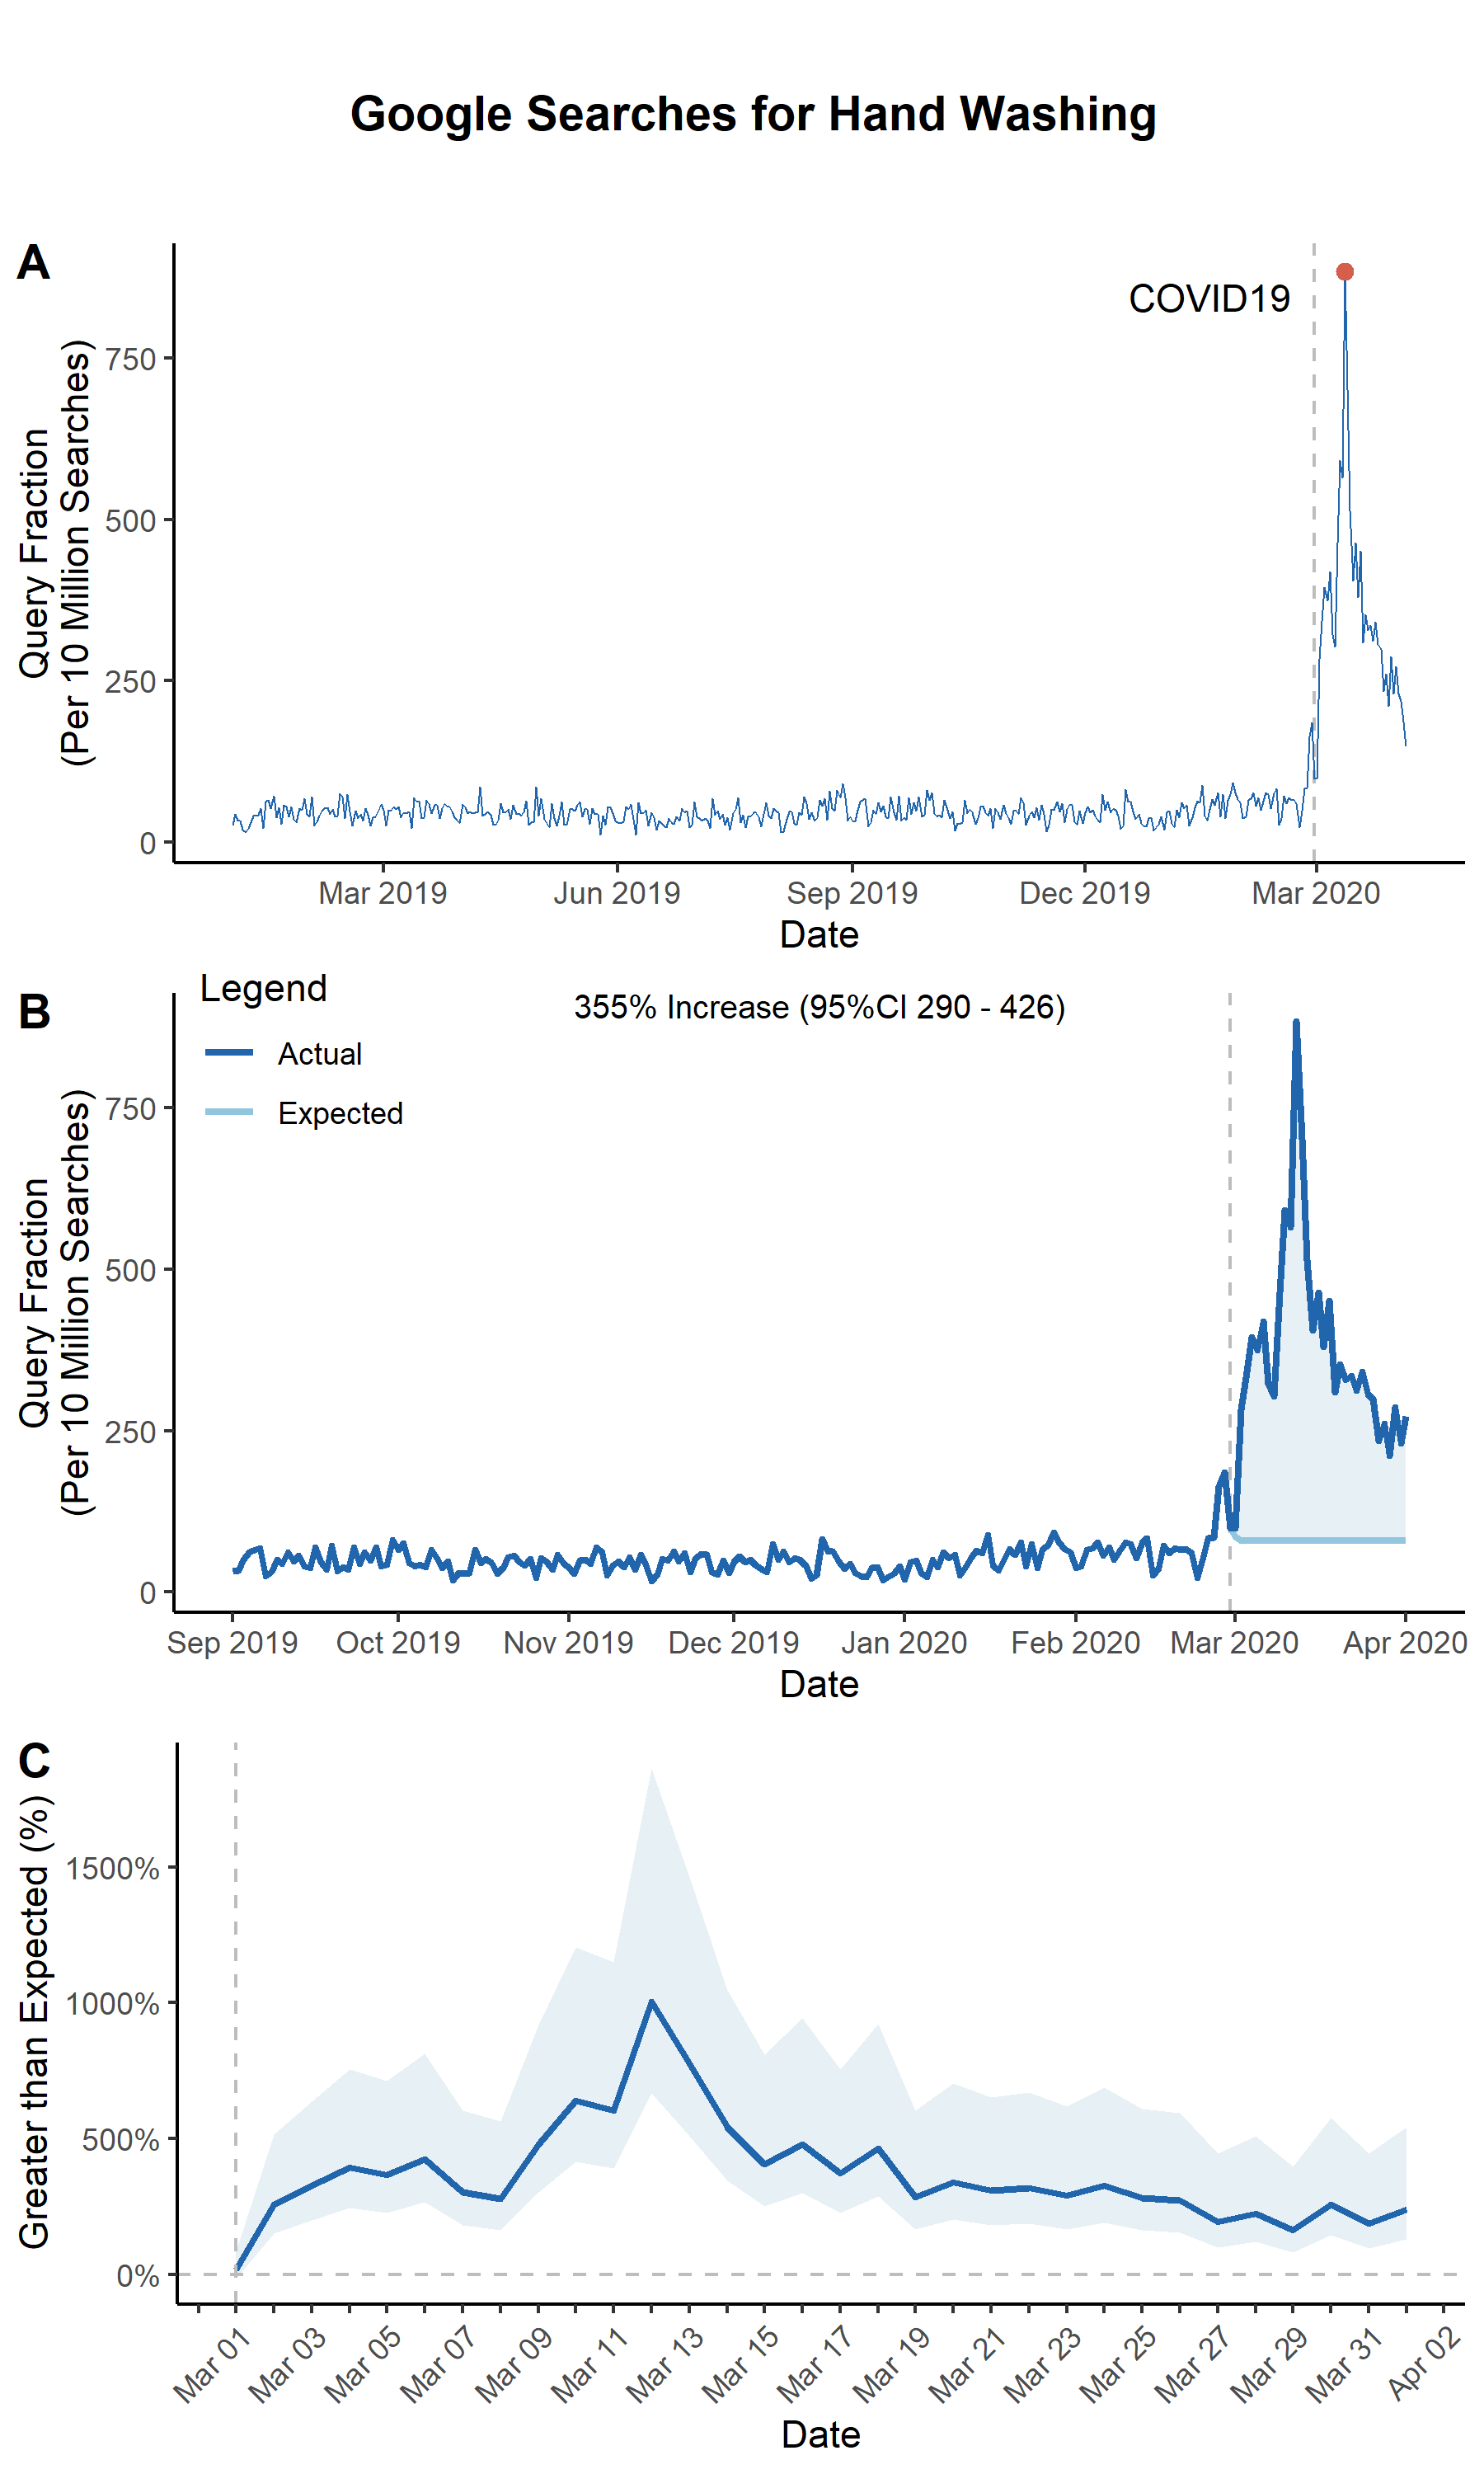 Google Searches for Hand Washing
A
COVID19
Query Fraction
(Per 10 Million Searches)
750
500
250
0
Mar 2019
Jun 2019
Sep 2019
Dec 2019
Mar 2020
Date
B
Legend
Actual
Expected
355% Increase (95%CI 290 - 426)
Query Fraction
(Per 10 Million Searches)
750
500
250
0
Sep 2019
Oct 2019
Nov 2019
Dec 2019
Jan 2020
Feb 2020
Mar 2020
Apr 2020
Date
C
Greater than Expected (%)
1500%
1000%
500%
0%
Mar 01
Mar 03
Mar 05
Mar 07
Mar 09
Mar 11
Mar 13
Mar 15
Mar 17
Mar 19
Mar 21
Mar 23
Mar 25
Mar 27
Mar 29
Mar 31
Apr 02
Date